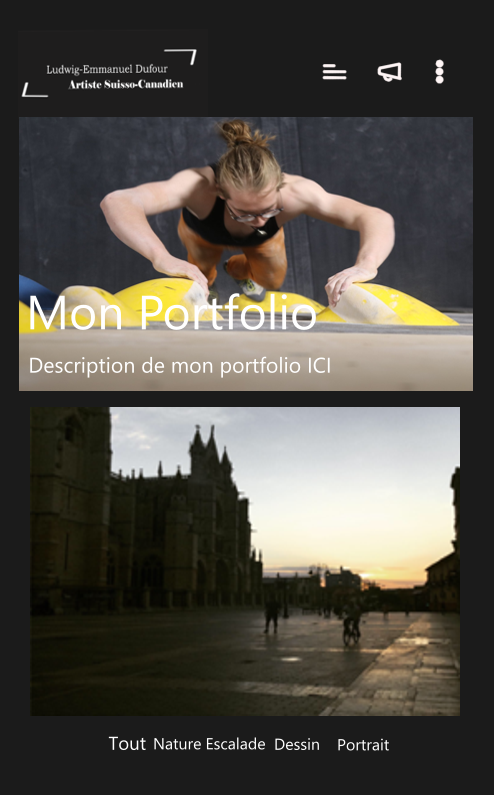 Ludwig-Emmanuel Dufour
Artiste Suisso-Canadien
Mon Portfolio
Description de mon portfolio ICI
Tout Nature Escalade Dessin Portrait